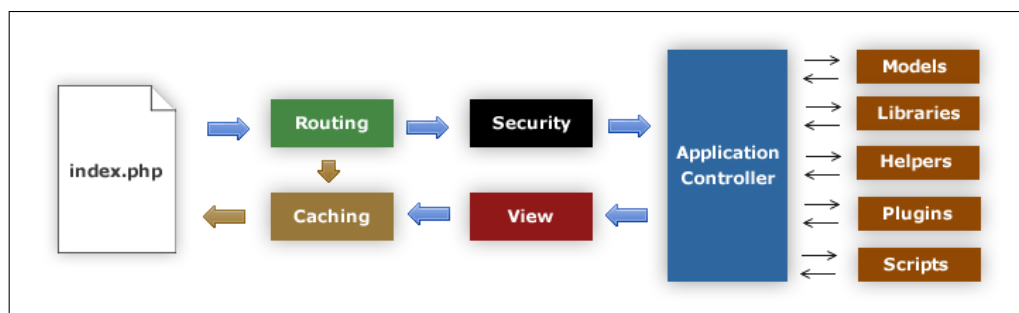 index.php
Routing
Security
Caching
View
Application
Controller
Models
Libraries
Helpers
Plugins
Scripts